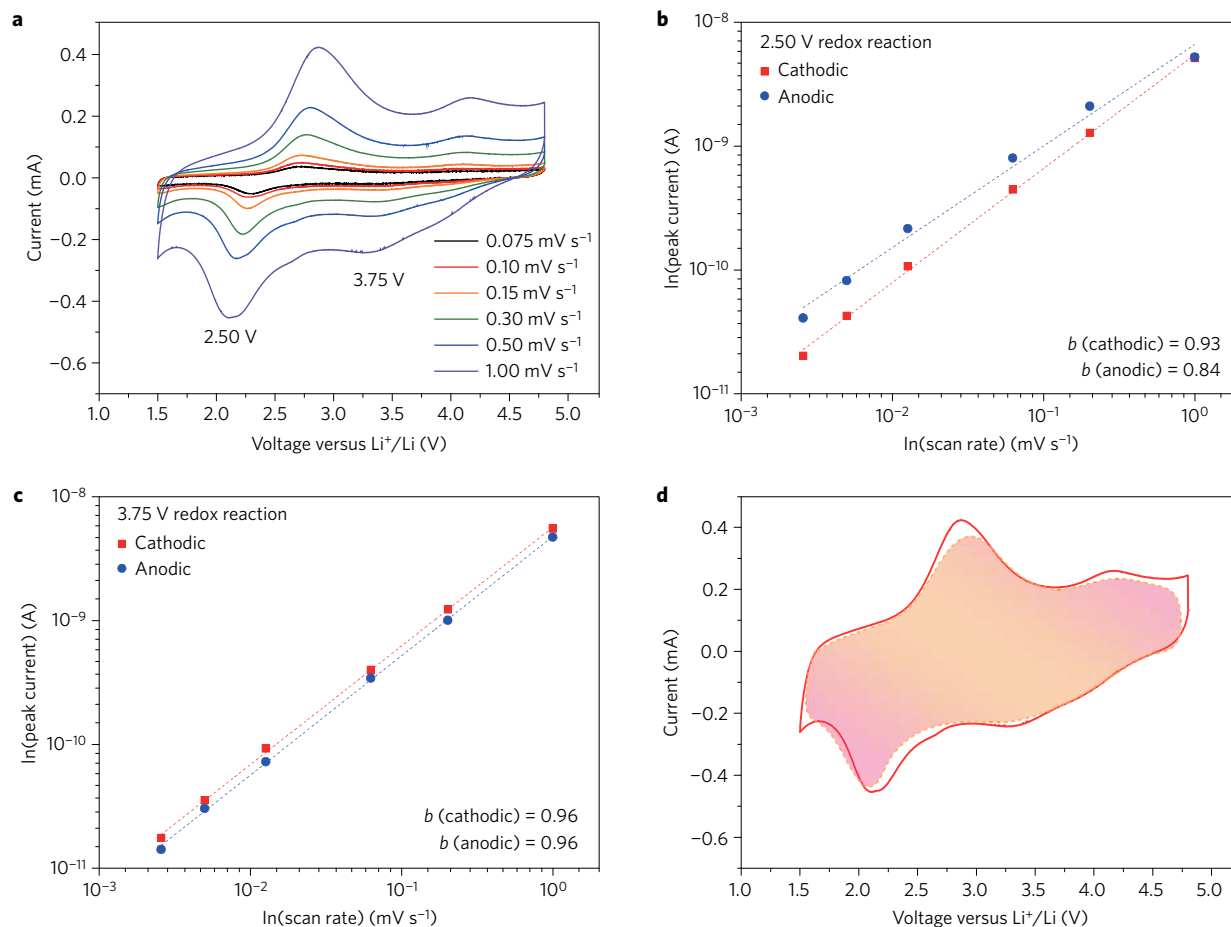 a
Current (mA)
0.4
0.2
0.0
−0.2
−0.4
−0.6
2.50 V
3.75 V
0.075 mV s⁻¹
0.10 mV s⁻¹
0.15 mV s⁻¹
0.30 mV s⁻¹
0.50 mV s⁻¹
1.00 mV s⁻¹
1.0 1.5 2.0 2.5 3.0 3.5 4.0 4.5 5.0
Voltage versus Li⁺/Li (V)
b
ln(peak current) (A)
10⁻⁸
10⁻⁹
10⁻¹⁰
10⁻¹¹
2.50 V redox reaction
Cathodic
Anodic
b (cathodic) = 0.93
b (anodic) = 0.84
10⁻³ 10⁻² 10⁻¹ 10⁰
ln(scan rate) (mV s⁻¹)
c
ln(peak current) (A)
10⁻⁸
10⁻⁹
10⁻¹⁰
10⁻¹¹
3.75 V redox reaction
Cathodic
Anodic
b (cathodic) = 0.96
b (anodic) = 0.96
10⁻³ 10⁻² 10⁻¹ 10⁰
ln(scan rate) (mV s⁻¹)
d
Current (mA)
0.4
0.2
0.0
−0.2
−0.4
−0.6
1.0 1.5 2.0 2.5 3.0 3.5 4.0 4.5 5.0
Voltage versus Li⁺/Li (V)